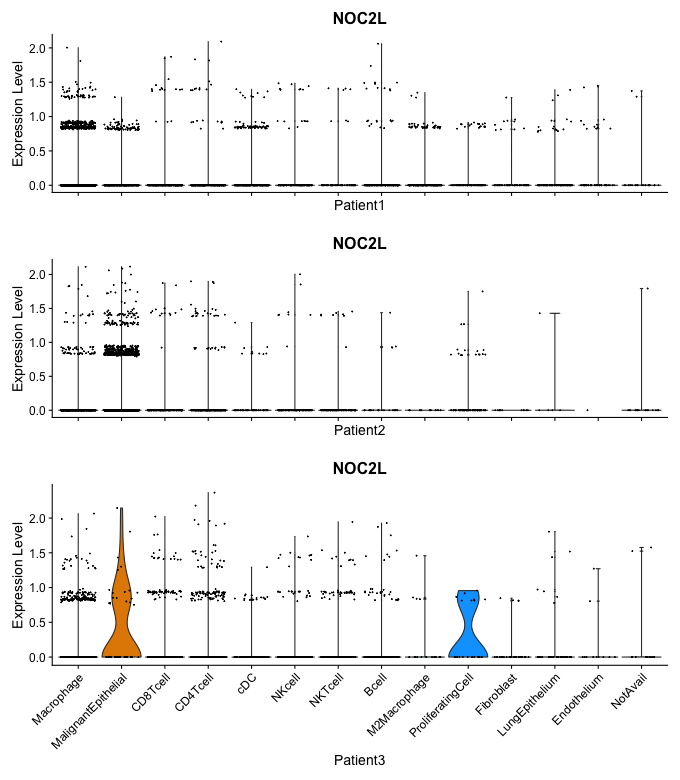 NOC2L
Expression Level
2.0
1.5
1.0
0.5
0.0
Patient1
NOC2L
Expression Level
2.0
1.5
1.0
0.5
0.0
Patient2
NOC2L
Expression Level
2.0
1.5
1.0
0.5
0.0
Macrophage
MalignantEpithelial
CD8Tcell
CD4Tcell
cDC
NKcell
NKTcell
Bcell
M2Macrophage
ProliferatingCell
Fibroblast
LungEpithelium
Endothelium
NotAvail
Patient3